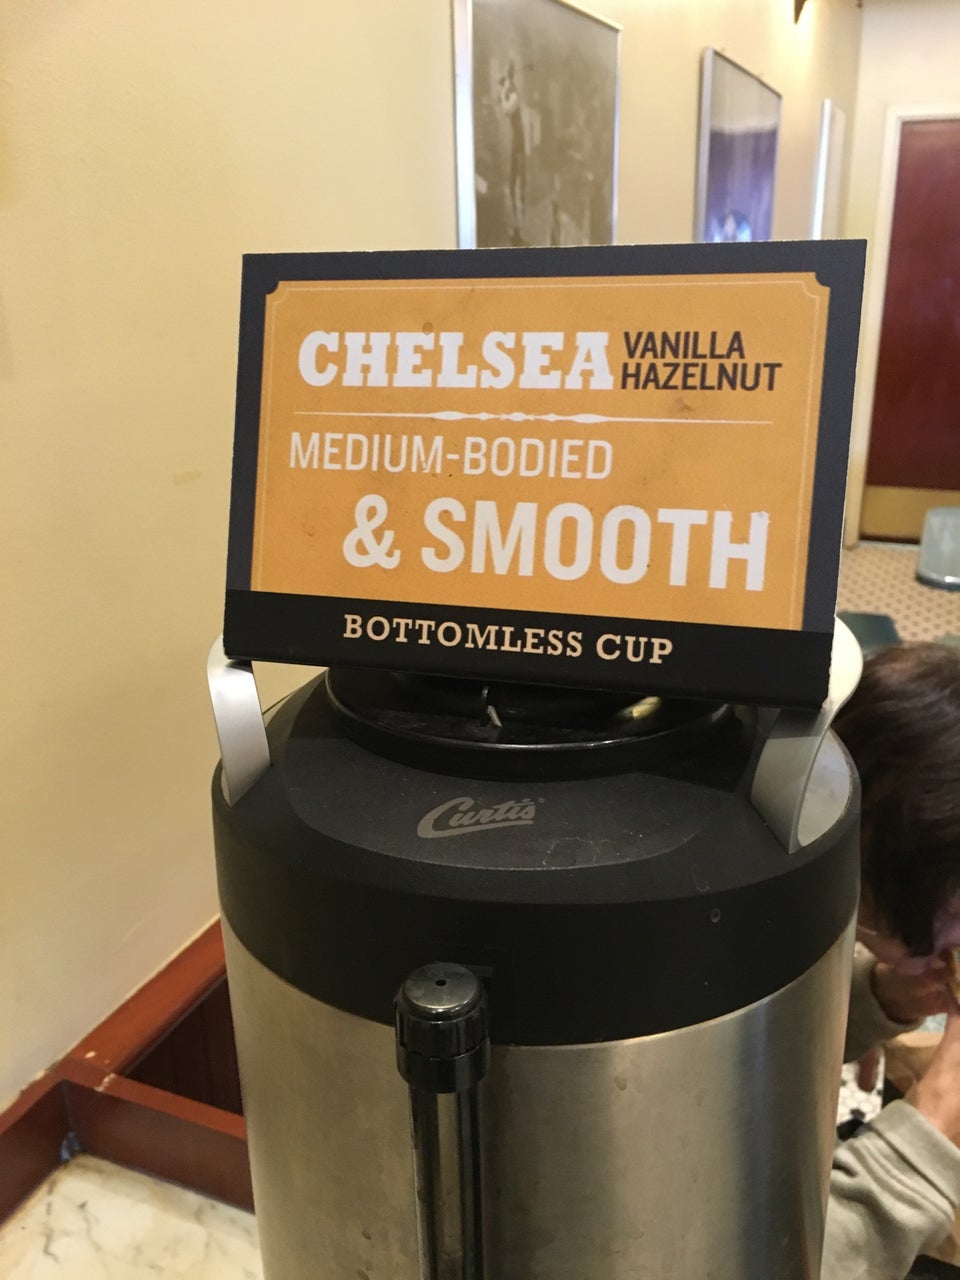 CHELSEA VANILLA HAZELNUT
MEDIUM-BODIED
& SMOOTH
BOTTOMLESS CUP
Curtis